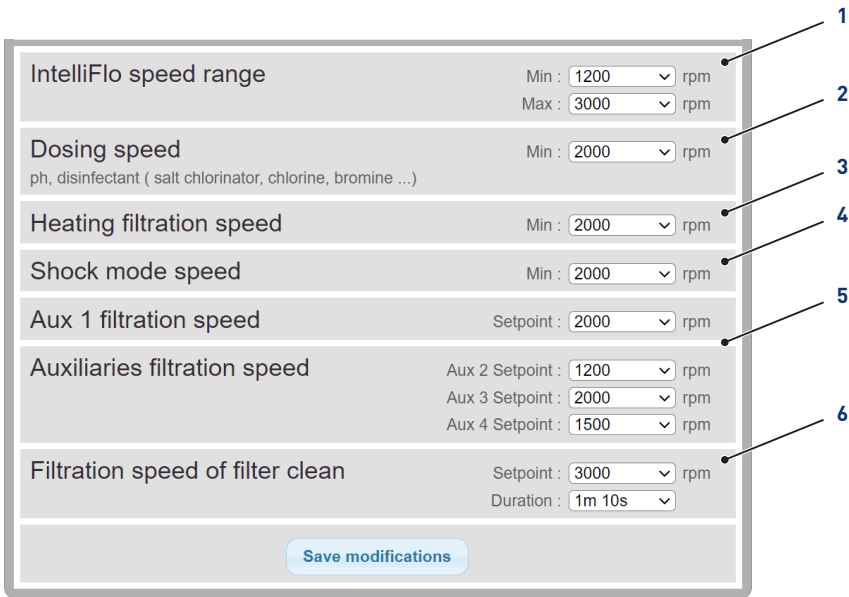 1
IntelliFlo speed range Min : 1200 rpm
Max : 3000 rpm
2
Dosing speed Min : 2000 rpm
ph, disinfectant ( salt chlorinator, chlorine, bromine ...)
3
Heating filtration speed Min : 2000 rpm
4
Shock mode speed Min : 2000 rpm
5
Aux 1 filtration speed Setpoint : 2000 rpm
Auxiliaries filtration speed Aux 2 Setpoint : 1200 rpm
Aux 3 Setpoint : 2000 rpm
Aux 4 Setpoint : 1500 rpm
6
Filtration speed of filter clean Setpoint : 3000 rpm
Duration : 1m 10s
Save modifications